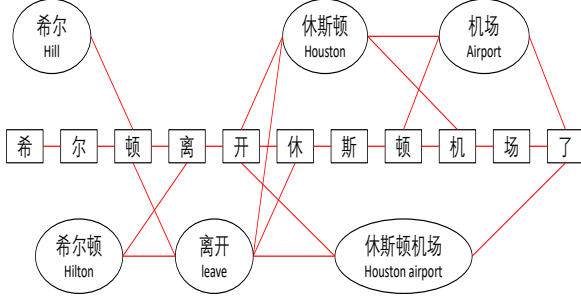 希尔
Hill
休斯顿
Houston
机场
Airport
希 尔 顿 离 开 休 斯 顿 机 场 了
希尔顿
Hilton
离开
leave
休斯顿机场
Houston airport